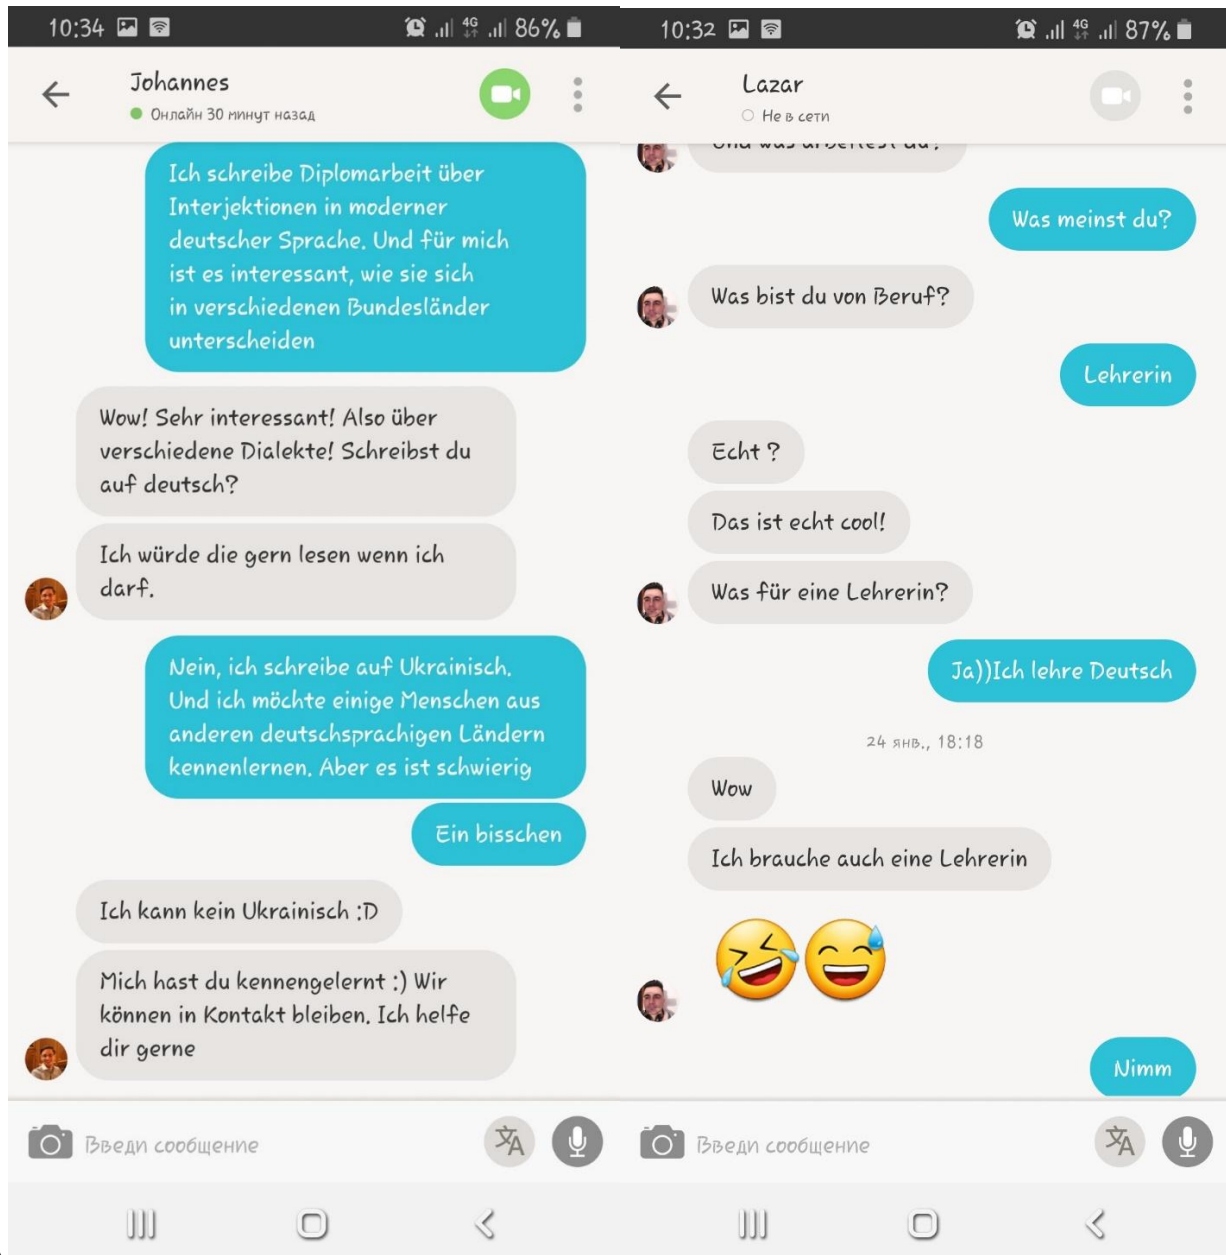 10:34
4G
86%
Johannes
Онлайн 30 минут назад
Ich schreibe Diplomarbeit über
Interjektionen in moderner
deutscher Sprache. Und für mich
ist es interessant, wie sie sich
in verschiedenen Bundesländer
unterscheiden
Wow! Sehr interessant! Also über
verschiedene Dialekte! Schreibst du
auf deutsch?
Ich würde die gern lesen wenn ich
darf.
Nein, ich schreibe auf Ukrainisch.
Und ich möchte einige Menschen aus
anderen deutschsprachigen Ländern
kennenlernen. Aber es ist schwierig
Ein bisschen
Ich kann kein Ukrainisch :D
Mich hast du kennengelernt :) Wir
können in Kontakt bleiben. Ich helfe
dir gerne
Введи сообщение
10:32
4G
87%
Lazar
Не в сети
Und was arbeitest du?
Was meinst du?
Was bist du von Beruf?
Lehrerin
Echt ?
Das ist echt cool!
Was für eine Lehrerin?
Ja))Ich lehre Deutsch
24 янв., 18:18
Wow
Ich brauche auch eine Lehrerin
🤣😅
Nimm
Введи сообщение